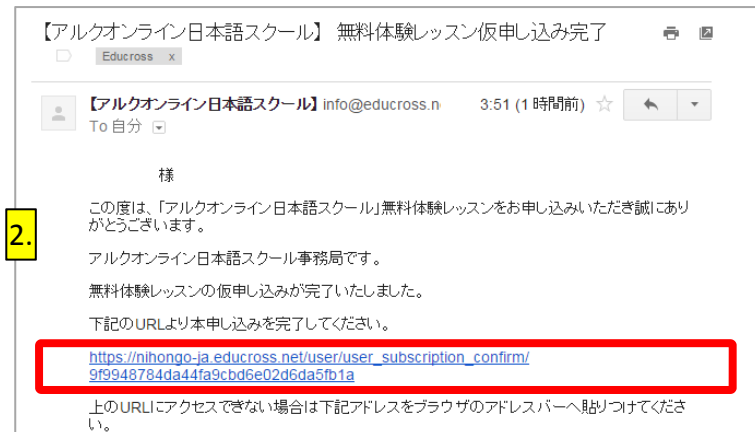 【アルクオンライン日本語スクール】 無料体験レッスン仮申し込み完了
Educross x
【アルクオンライン日本語スクール】 info@educross.n 3:51 (1 時間前)
To 自分
様
2.
この度は、「アルクオンライン日本語スクール」無料体験レッスンをお申し込みいただき誠にあり
がとうございます。
アルクオンライン日本語スクール事務局です。
無料体験レッスンの仮申し込みが完了いたしました。
下記のURLより本申し込みを完了してください。
https://nihongo-ja.educross.net/user/user_subscription_confirm/
9f9948784da44fa9cbd6e02d6da5fb1a
上のURLにアクセスできない場合は下記アドレスをブラウザのアドレスバーへ貼りつけてくださ
い。